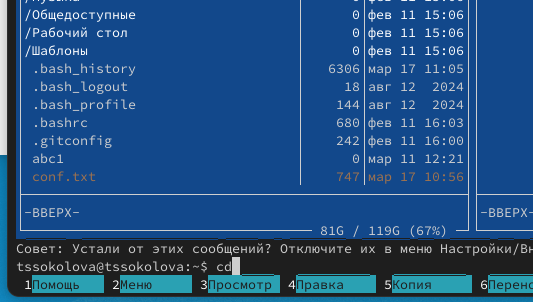 /Общедоступные 0 фев 11 15:06
/Рабочий стол 0 фев 11 15:06
/Шаблоны 0 фев 11 15:06
.bash_history 6306 мар 17 11:05
.bash_logout 18 авг 12 2024
.bash_profile 144 авг 12 2024
.bashrc 680 фев 11 16:03
.gitconfig 242 фев 11 16:00
abc1 0 мар 11 12:21
conf.txt 747 мар 17 10:56
-ВВЕРХ- -ВВЕРХ-
81G / 119G (67%)
Совет: Устали от этих сообщений? Отключите их в меню Настройки/Вн
tssokolova@tssokolova:~$ cd
1Помощь 2Меню 3Просмотр 4Правка 5Копия 6Перено